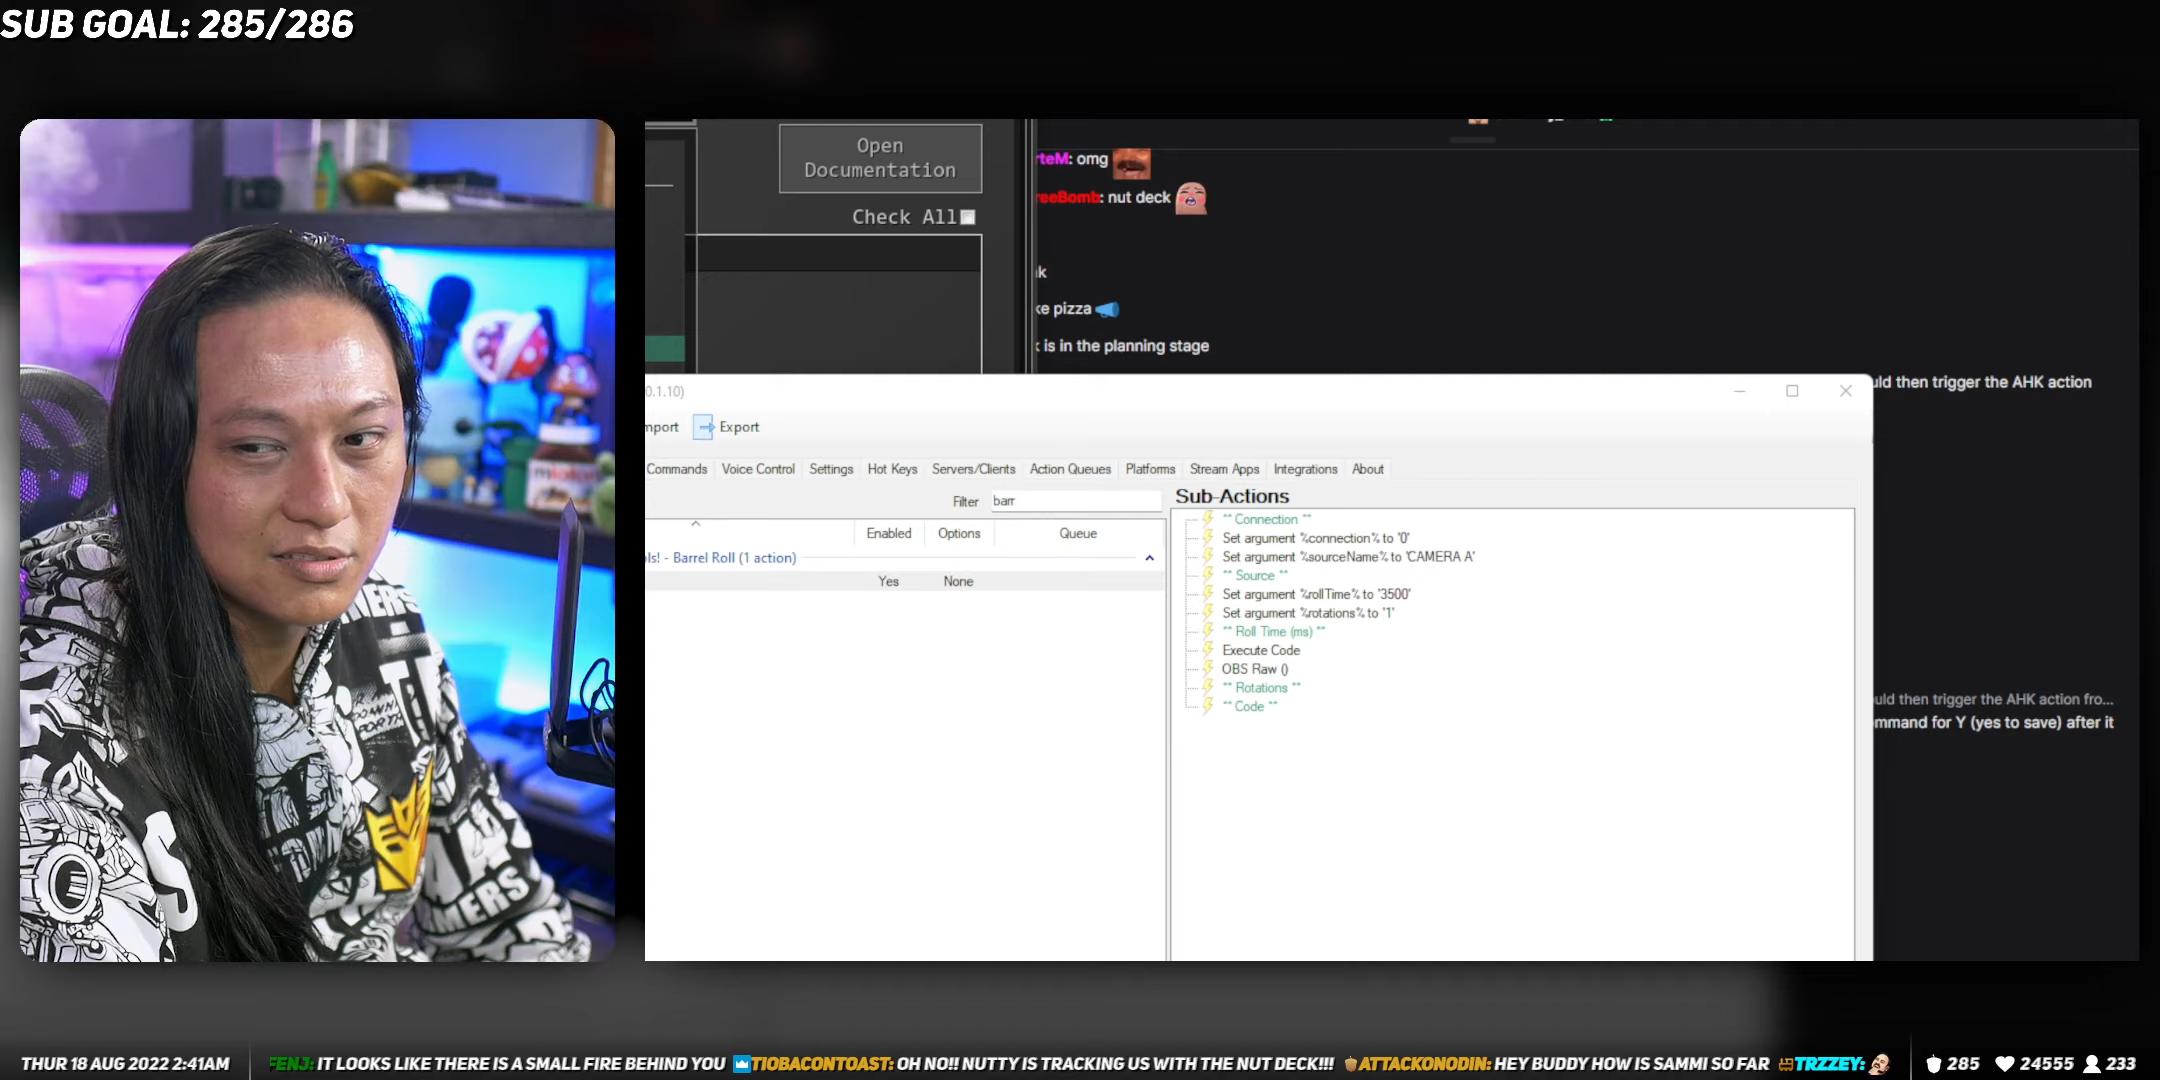 SUB GOAL: 285/286
Open
Documentation
Check All
rteM: omg
reeBomb: nut deck
ke pizza
is in the planning stage
uld then trigger the AHK action
0.1.10)
mport
Export
Commands
Voice Control
Settings
Hot Keys
Servers/Clients
Action Queues
Platforms
Stream Apps
Integrations
About
Filter
barr
Sub-Actions
Enabled
Options
Queue
ls! - Barrel Roll (1 action)
Yes
None
** Connection **
Set argument %connection% to '0'
Set argument %sourceName% to 'CAMERA A'
** Source **
Set argument %rollTime% to '3500'
Set argument %rotations% to '1'
** Roll Time (ms) **
Execute Code
OBS Raw ()
** Rotations **
** Code **
uld then trigger the AHK action fro...
mmand for Y (yes to save) after it
THUR 18 AUG 2022 2:41AM
FENJ: IT LOOKS LIKE THERE IS A SMALL FIRE BEHIND YOU TIOBACONTOAST: OH NO!! NUTTY IS TRACKING US WITH THE NUT DECK!!! ATTACKONODIN: HEY BUDDY HOW IS SAMMI SO FAR TRZZEY:
285 24555 233